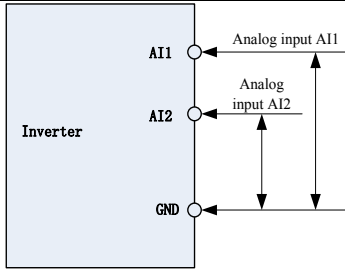 Analog input AI1
AI1
Analog
input AI2
AI2
Inverter
GND